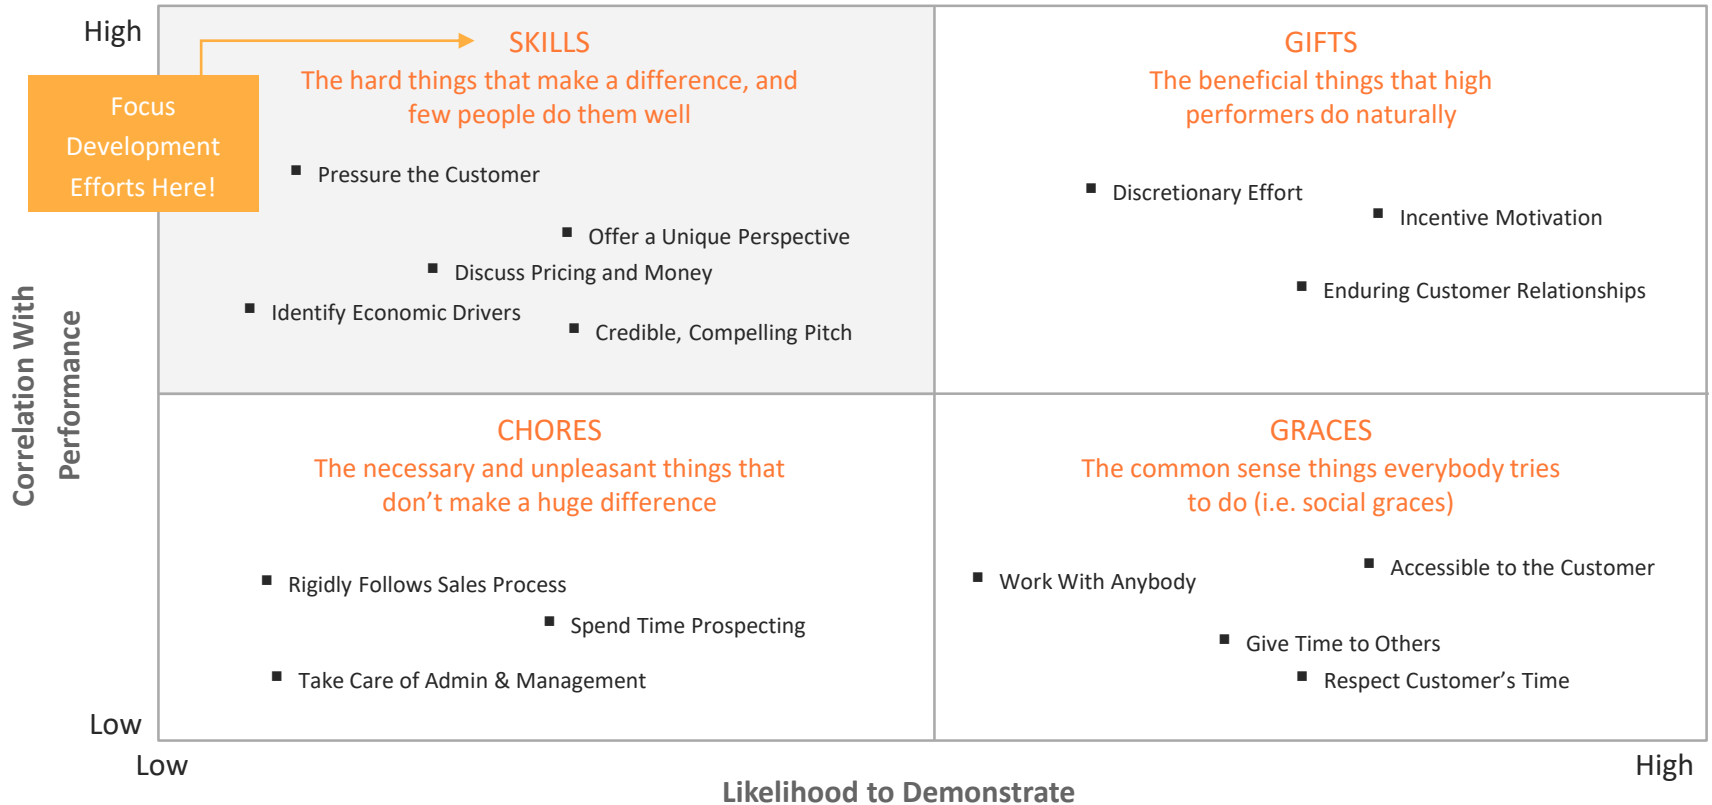 High
Focus
Development
Efforts Here!
SKILLS
The hard things that make a difference, and
few people do them well
▪ Pressure the Customer
▪ Offer a Unique Perspective
▪ Discuss Pricing and Money
▪ Identify Economic Drivers
▪ Credible, Compelling Pitch
GIFTS
The beneficial things that high
performers do naturally
▪ Discretionary Effort
▪ Incentive Motivation
▪ Enduring Customer Relationships
Correlation With
Performance
CHORES
The necessary and unpleasant things that
don’t make a huge difference
▪ Rigidly Follows Sales Process
▪ Spend Time Prospecting
▪ Take Care of Admin & Management
GRACES
The common sense things everybody tries
to do (i.e. social graces)
▪ Work With Anybody
▪ Accessible to the Customer
▪ Give Time to Others
▪ Respect Customer’s Time
Low
Low
High
Likelihood to Demonstrate